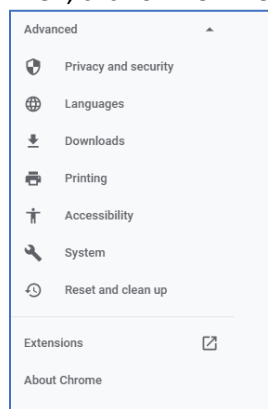 Advanced
Privacy and security
Languages
Downloads
Printing
Accessibility
System
Reset and clean up
Extensions
About Chrome